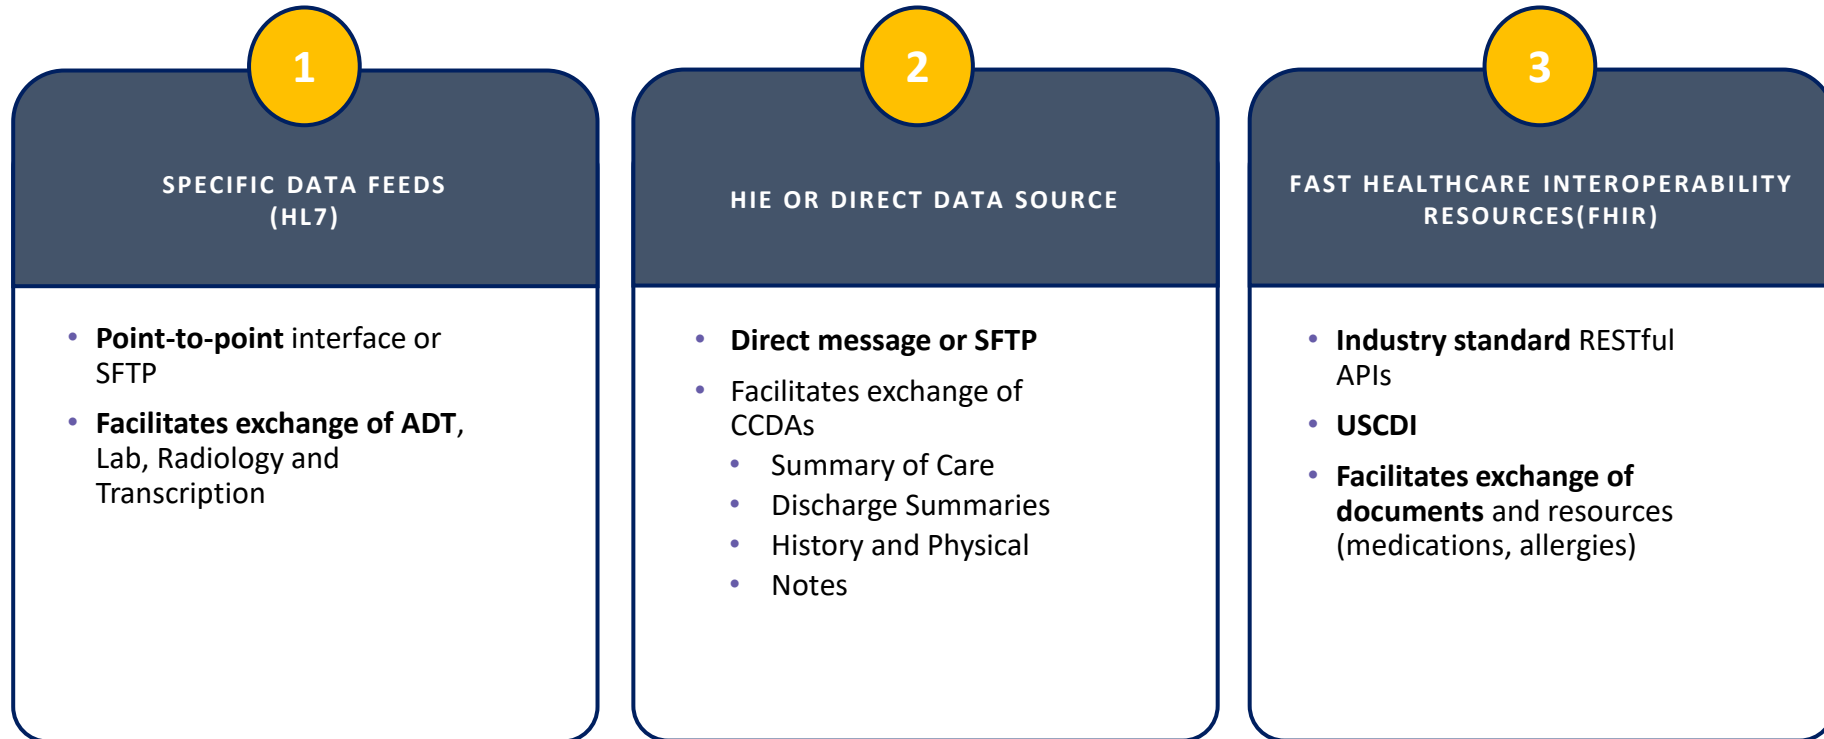 1
SPECIFIC DATA FEEDS
(HL7)
• Point-to-point interface or
SFTP
• Facilitates exchange of ADT,
Lab, Radiology and
Transcription
2
HIE OR DIRECT DATA SOURCE
• Direct message or SFTP
• Facilitates exchange of
CCDAs
• Summary of Care
• Discharge Summaries
• History and Physical
• Notes
3
FAST HEALTHCARE INTEROPERABILITY
RESOURCES(FHIR)
• Industry standard RESTful
APIs
• USCDI
• Facilitates exchange of
documents and resources
(medications, allergies)